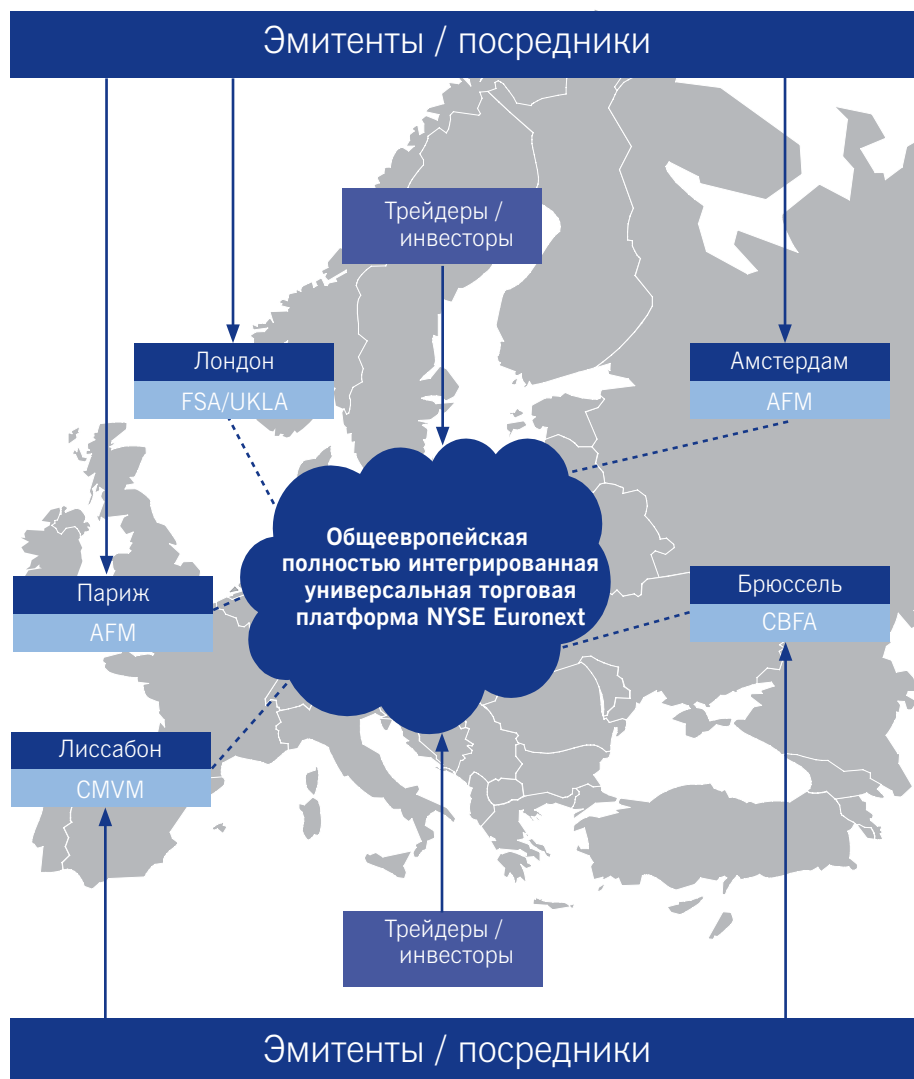 Эмитенты / посредники
Трейдеры /
инвесторы
Лондон
FSA/UKLA
Амстердам
AFM
Общеевропейская
полностью интегрированная
универсальная торговая
платформа NYSE Euronext
Париж
AFM
Брюссель
CBFA
Лиссабон
CMVM
Трейдеры /
инвесторы
Эмитенты / посредники